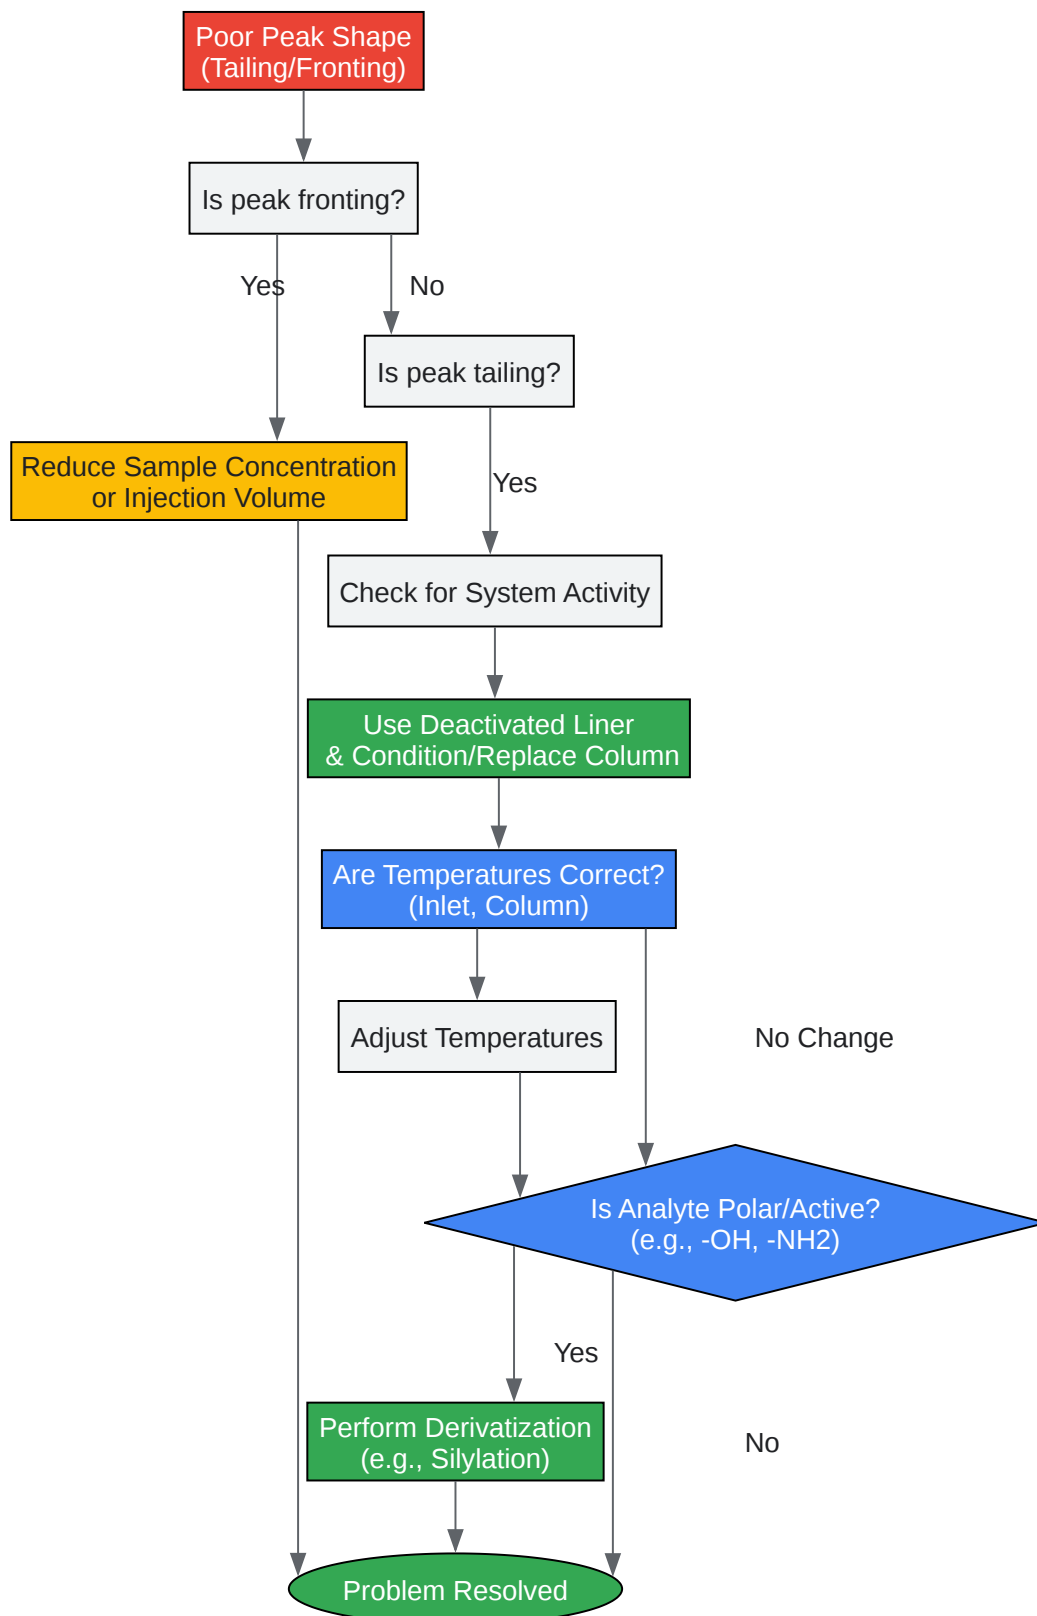 Poor Peak Shape
(Tailing/Fronting)
Is peak fronting?
Yes
No
Is peak tailing?
Reduce Sample Concentration
or Injection Volume
Yes
Check for System Activity
Use Deactivated Liner
& Condition/Replace Column
Are Temperatures Correct?
(Inlet, Column)
Adjust Temperatures
No Change
Is Analyte Polar/Active?
(e.g., -OH, -NH2)
Yes
Perform Derivatization
(e.g., Silylation)
No
Problem Resolved